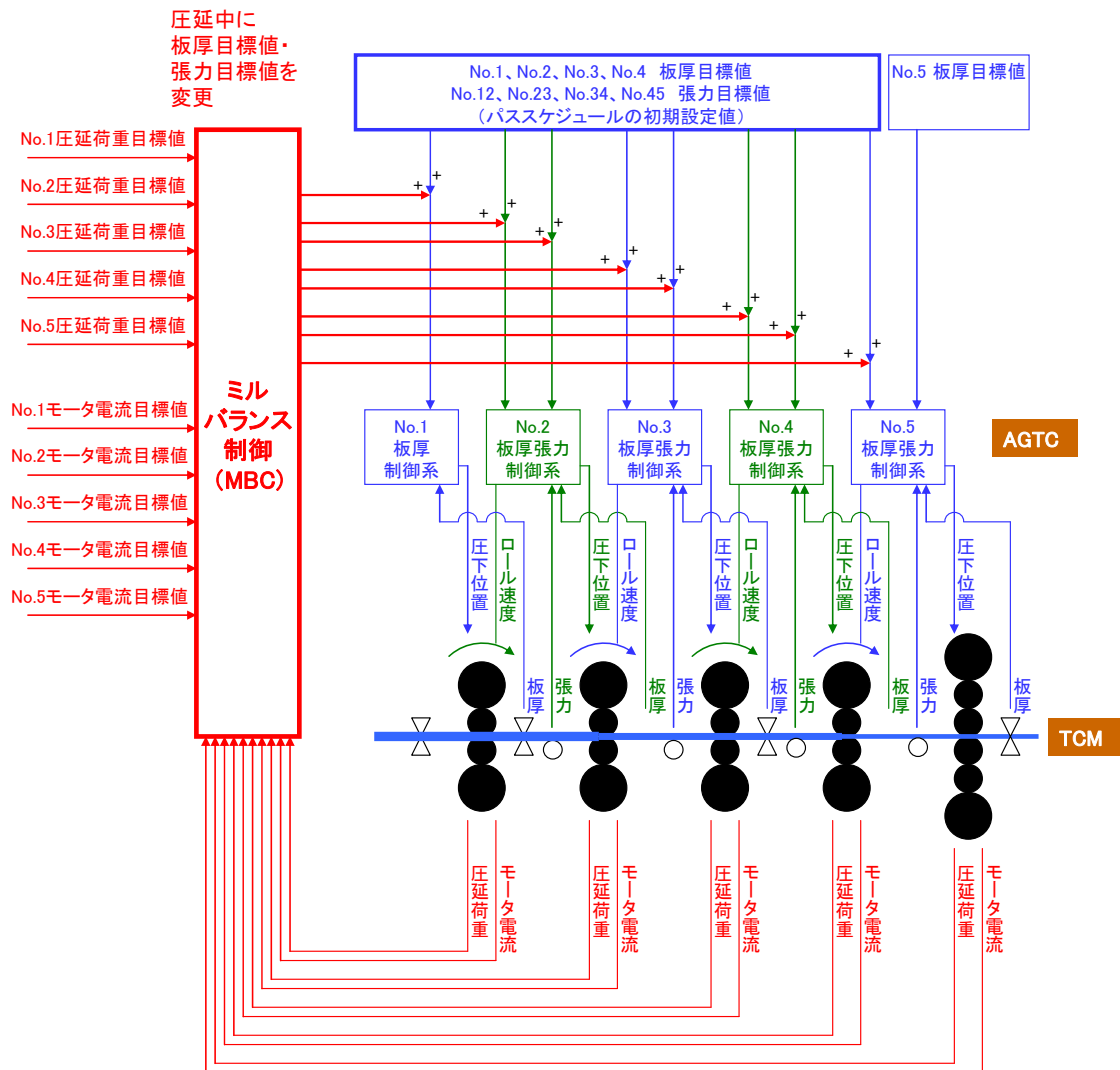 圧延中に
板厚目標値・
張力目標値を
変更
No.1、No.2、No.3、No.4 板厚目標値
No.12、No.23、No.34、No.45 張力目標値
（パススケジュールの初期設定値）
No.5 板厚目標値
No.1圧延荷重目標値
No.2圧延荷重目標値
No.3圧延荷重目標値
No.4圧延荷重目標値
No.5圧延荷重目標値
No.1モータ電流目標値
No.2モータ電流目標値
No.3モータ電流目標値
No.4モータ電流目標値
No.5モータ電流目標値
ミル
バランス
制御
（MBC）
+ +
+ +
+ +
+ +
+ +
+ +
+ +
+ +
No.1
板厚
制御系
No.2
板厚張力
制御系
No.3
板厚張力
制御系
No.4
板厚張力
制御系
No.5
板厚張力
制御系
AGTC
圧下位置
ロール速度
圧下位置
ロール速度
圧下位置
ロール速度
圧下位置
ロール速度
圧下位置
板厚
張力
板厚
張力
板厚
張力
板厚
張力
板厚
TCM
圧延荷重
モータ電流
圧延荷重
モータ電流
圧延荷重
モータ電流
圧延荷重
モータ電流
圧延荷重
モータ電流